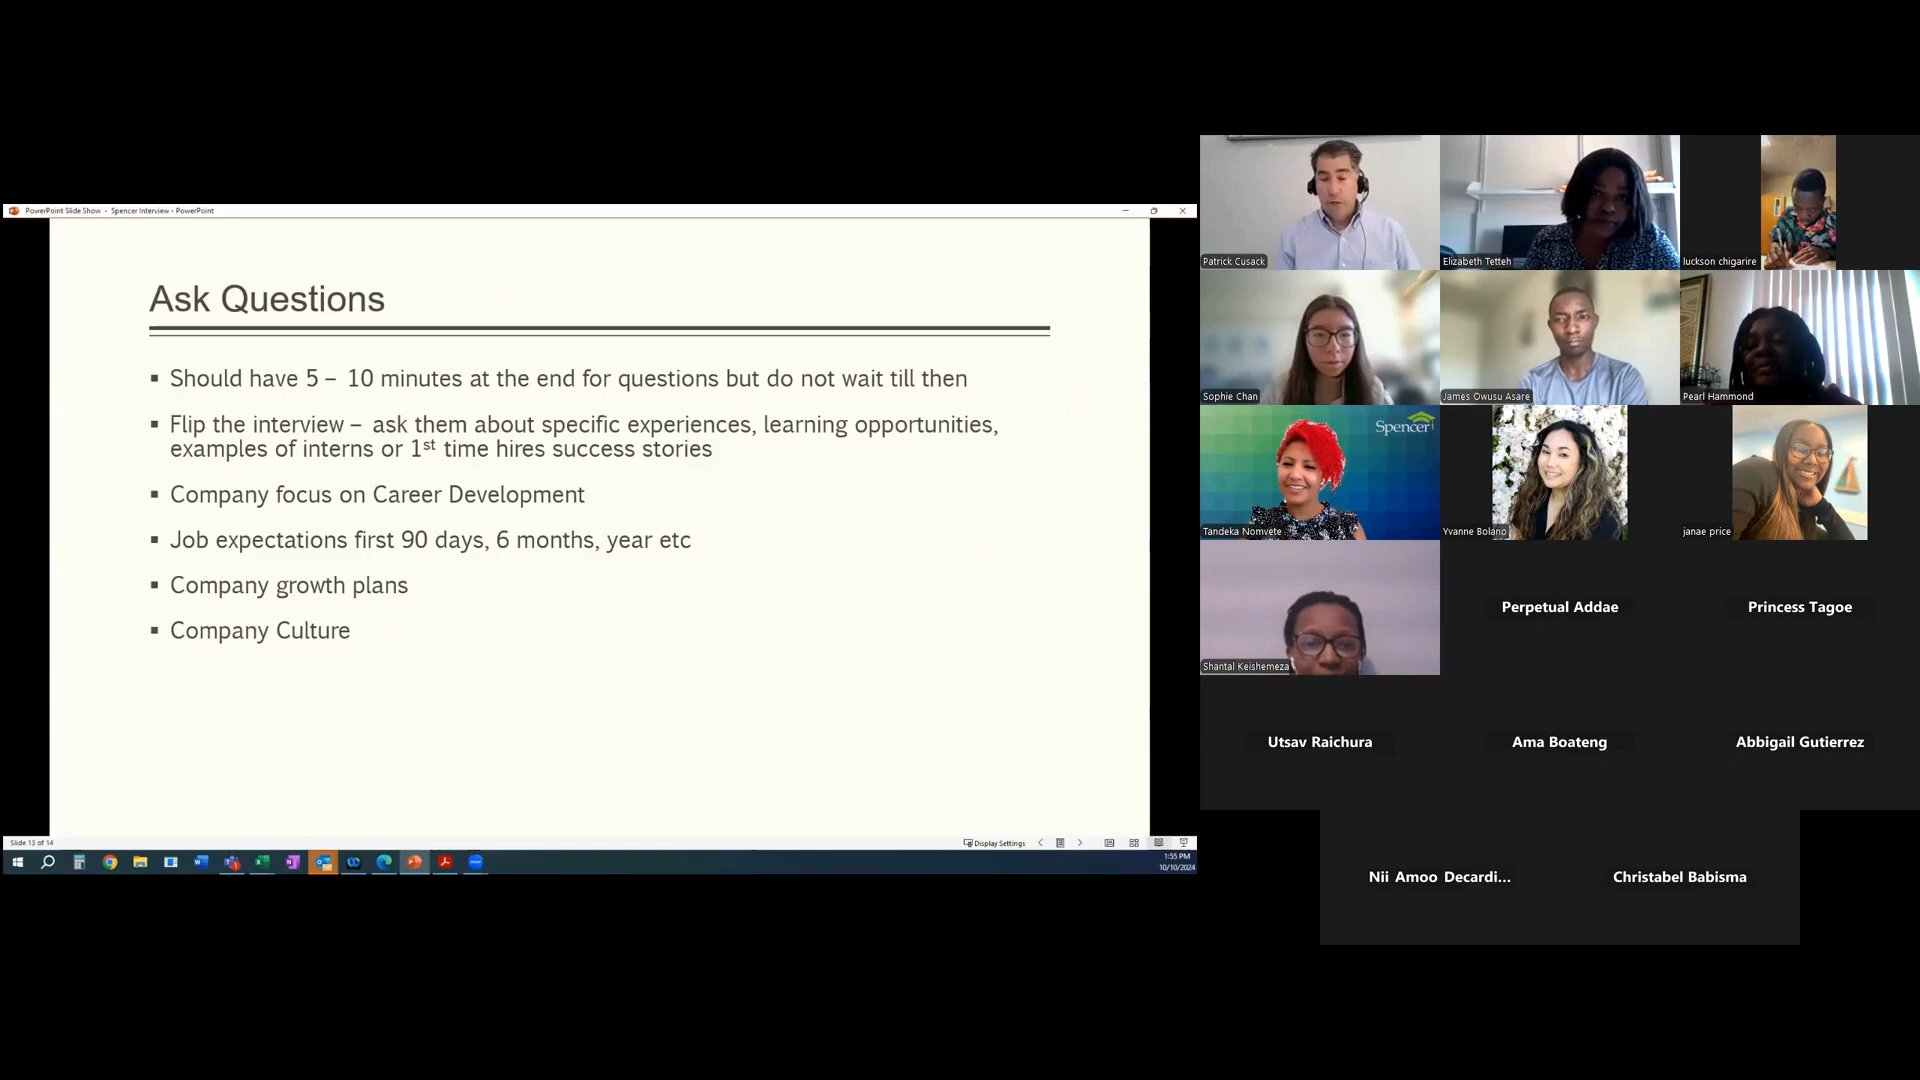 PowerPoint Slide Show - Spencer Interview - PowerPoint
Ask Questions
▪ Should have 5 – 10 minutes at the end for questions but do not wait till then
▪ Flip the interview – ask them about specific experiences, learning opportunities,
examples of interns or 1st time hires success stories
▪ Company focus on Career Development
▪ Job expectations first 90 days, 6 months, year etc
▪ Company growth plans
▪ Company Culture
Slide 13 of 14
Display Settings
1:55 PM
10/10/2024
Patrick Cusack
Elizabeth Tetteh
luckson chigarire
Sophie Chan
James Owusu Asare
Pearl Hammond
Spencer
Tandeka Nomvete
Yvanne Bolano
janae price
Shantal Keishemeza
Perpetual Addae
Princess Tagoe
Utsav Raichura
Ama Boateng
Abbigail Gutierrez
Nii Amoo Decardi...
Christabel Babisma